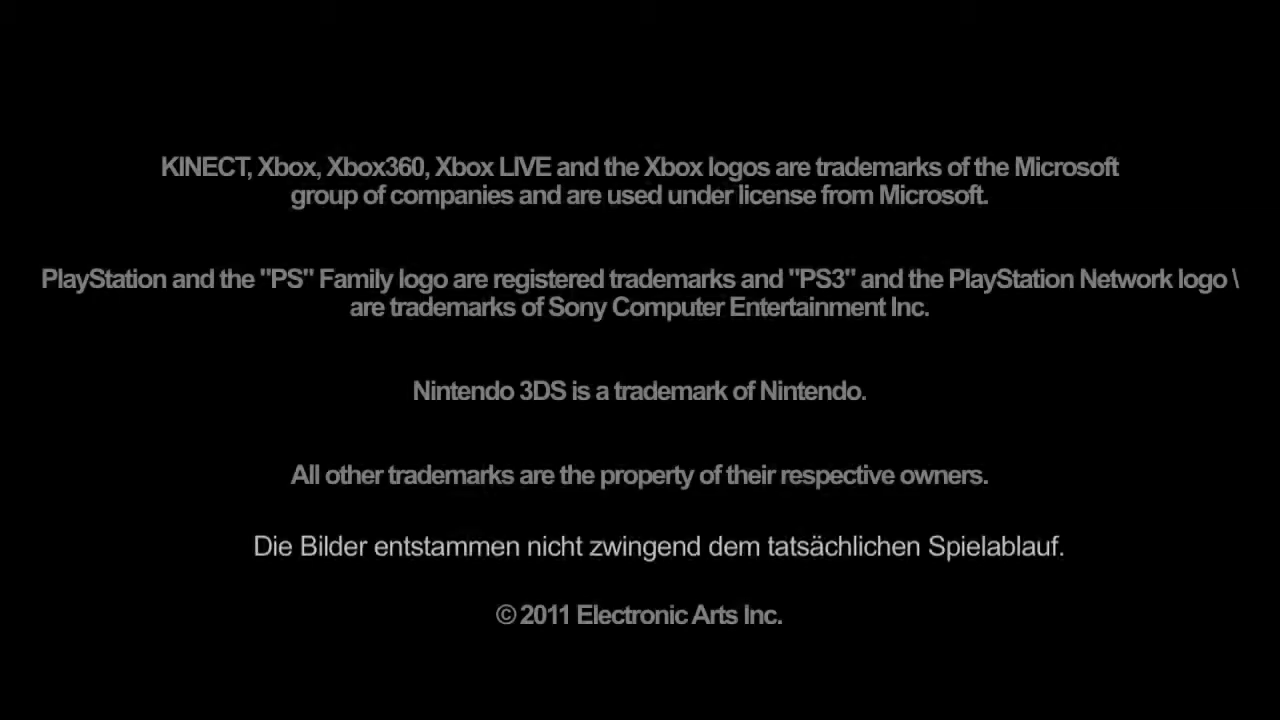 KINECT, Xbox, Xbox360, Xbox LIVE and the Xbox logos are trademarks of the Microsoft
group of companies and are used under license from Microsoft.
PlayStation and the "PS" Family logo are registered trademarks and "PS3" and the PlayStation Network logo \
are trademarks of Sony Computer Entertainment Inc.
Nintendo 3DS is a trademark of Nintendo.
All other trademarks are the property of their respective owners.
Die Bilder entstammen nicht zwingend dem tatsächlichen Spielablauf.
© 2011 Electronic Arts Inc.